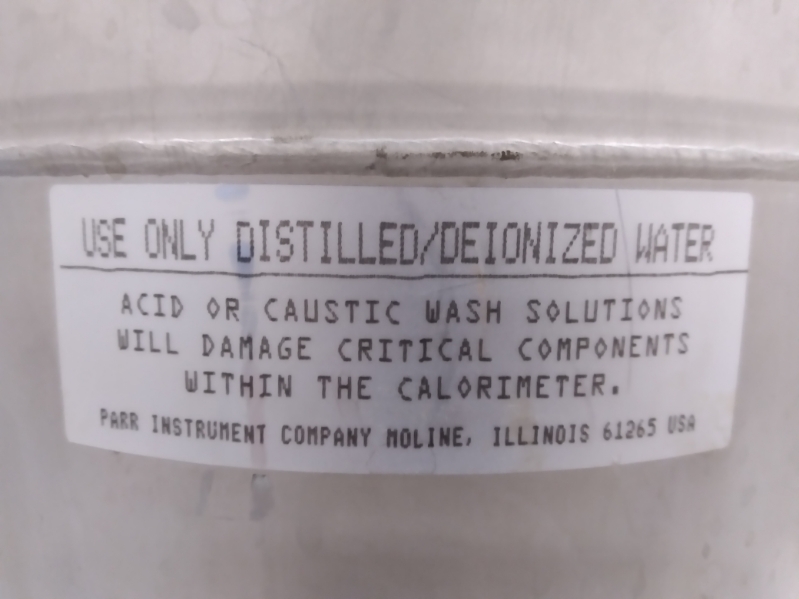 USE ONLY DISTILLED/DEIONIZED WATER
ACID OR CAUSTIC WASH SOLUTIONS
WILL DAMAGE CRITICAL COMPONENTS
WITHIN THE CALORIMETER.
PARR INSTRUMENT COMPANY MOLINE, ILLINOIS 61265 USA